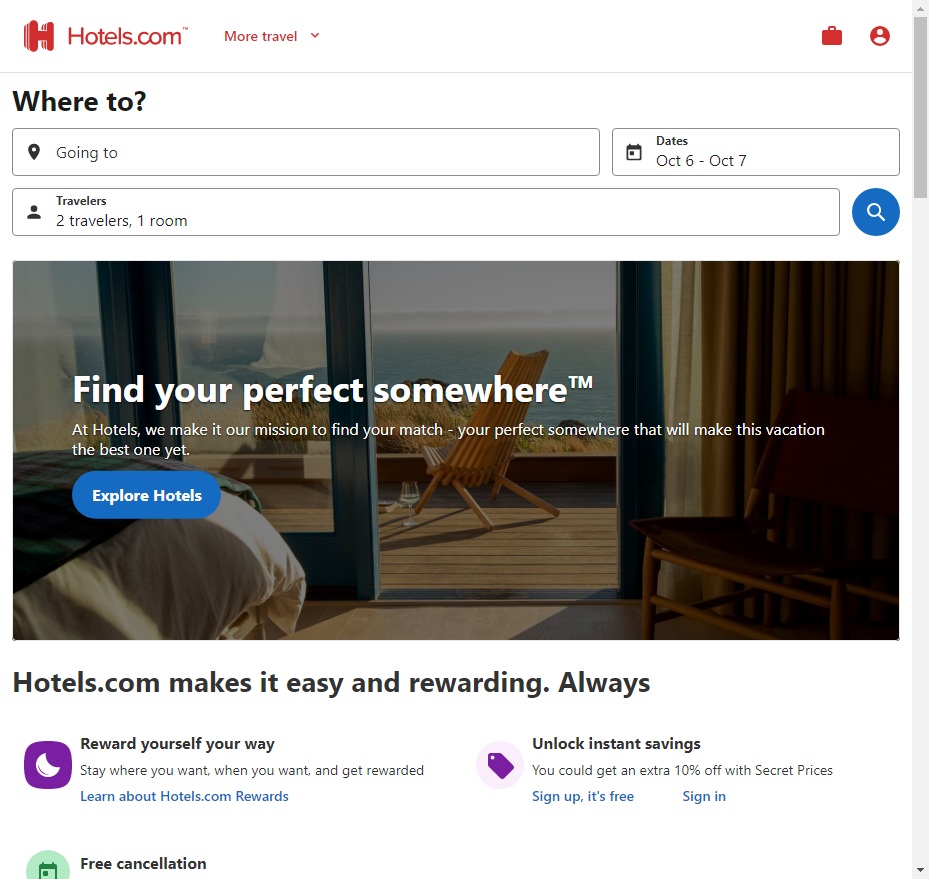 Hotels.com™
More travel
Where to?
Going to
Dates
Oct 6 - Oct 7
Travelers
2 travelers, 1 room
Find your perfect somewhere™
At Hotels, we make it our mission to find your match - your perfect somewhere that will make this vacation
the best one yet.
Explore Hotels
Hotels.com makes it easy and rewarding. Always
Reward yourself your way
Stay where you want, when you want, and get rewarded
Learn about Hotels.com Rewards
Unlock instant savings
You could get an extra 10% off with Secret Prices
Sign up, it's free
Sign in
Free cancellation